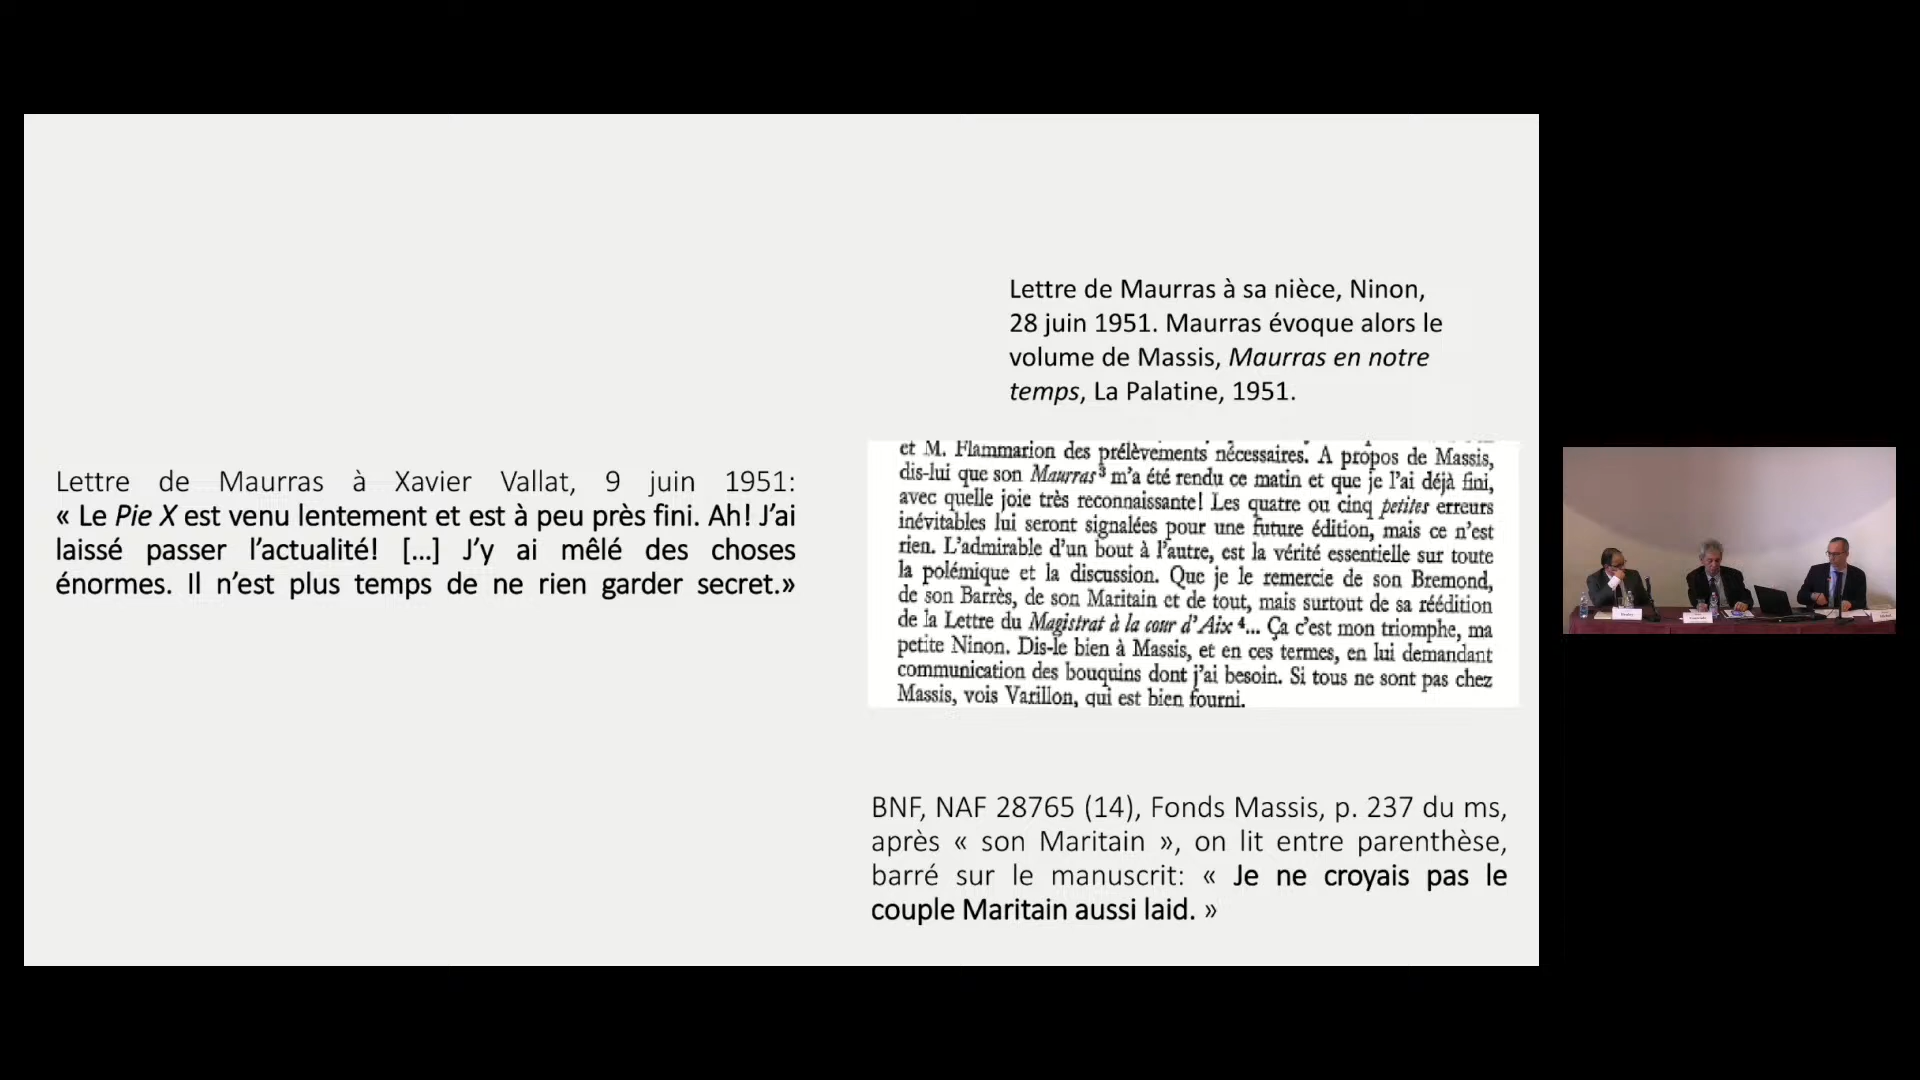 Lettre de Maurras à Xavier Vallat, 9 juin 1951:
« Le Pie X est venu lentement et est à peu près fini. Ah! J’ai
laissé passer l’actualité! [...] J’y ai mêlé des choses
énormes. Il n’est plus temps de ne rien garder secret.»
Lettre de Maurras à sa nièce, Ninon,
28 juin 1951. Maurras évoque alors le
volume de Massis, Maurras en notre
temps, La Palatine, 1951.
et M. Flammarion des prélèvements nécessaires. A propos de Massis,
dis-lui que son Maurras³ m’a été rendu ce matin et que je l’ai déjà fini,
avec quelle joie très reconnaissante! Les quatre ou cinq petites erreurs
inévitables lui seront signalées pour une future édition, mais ce n’est
rien. L’admirable d’un bout à l’autre, est la vérité essentielle sur toute
la polémique et la discussion. Que je le remercie de son Bremond,
de son Barrès, de son Maritain et de tout, mais surtout de sa réédition
de la Lettre du Magistrat à la cour d’Aix⁴... Ça c’est mon triomphe, ma
petite Ninon. Dis-le bien à Massis, et en ces termes, en lui demandant
communication des bouquins dont j’ai besoin. Si tous ne sont pas chez
Massis, vois Varillon, qui est bien fourni.
BNF, NAF 28765 (14), Fonds Massis, p. 237 du ms,
après « son Maritain », on lit entre parenthèse,
barré sur le manuscrit: « Je ne croyais pas le
couple Maritain aussi laid. »